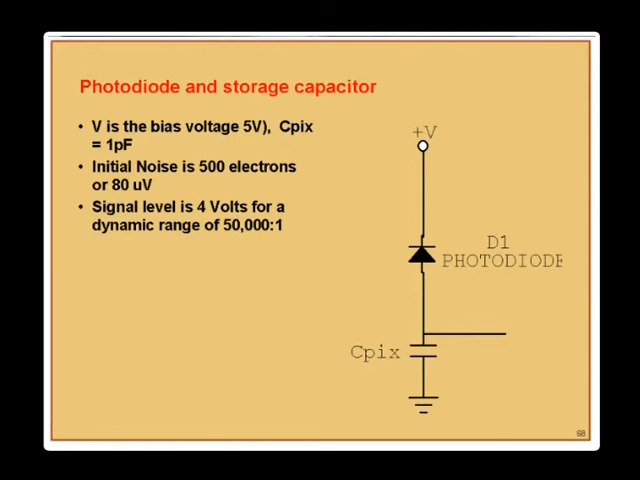 Photodiode and storage capacitor
• V is the bias voltage 5V), Cpix
= 1pF
• Initial Noise is 500 electrons
or 80 uV
• Signal level is 4 Volts for a
dynamic range of 50,000:1
+V
D1
PHOTODIODE
Cpix
68